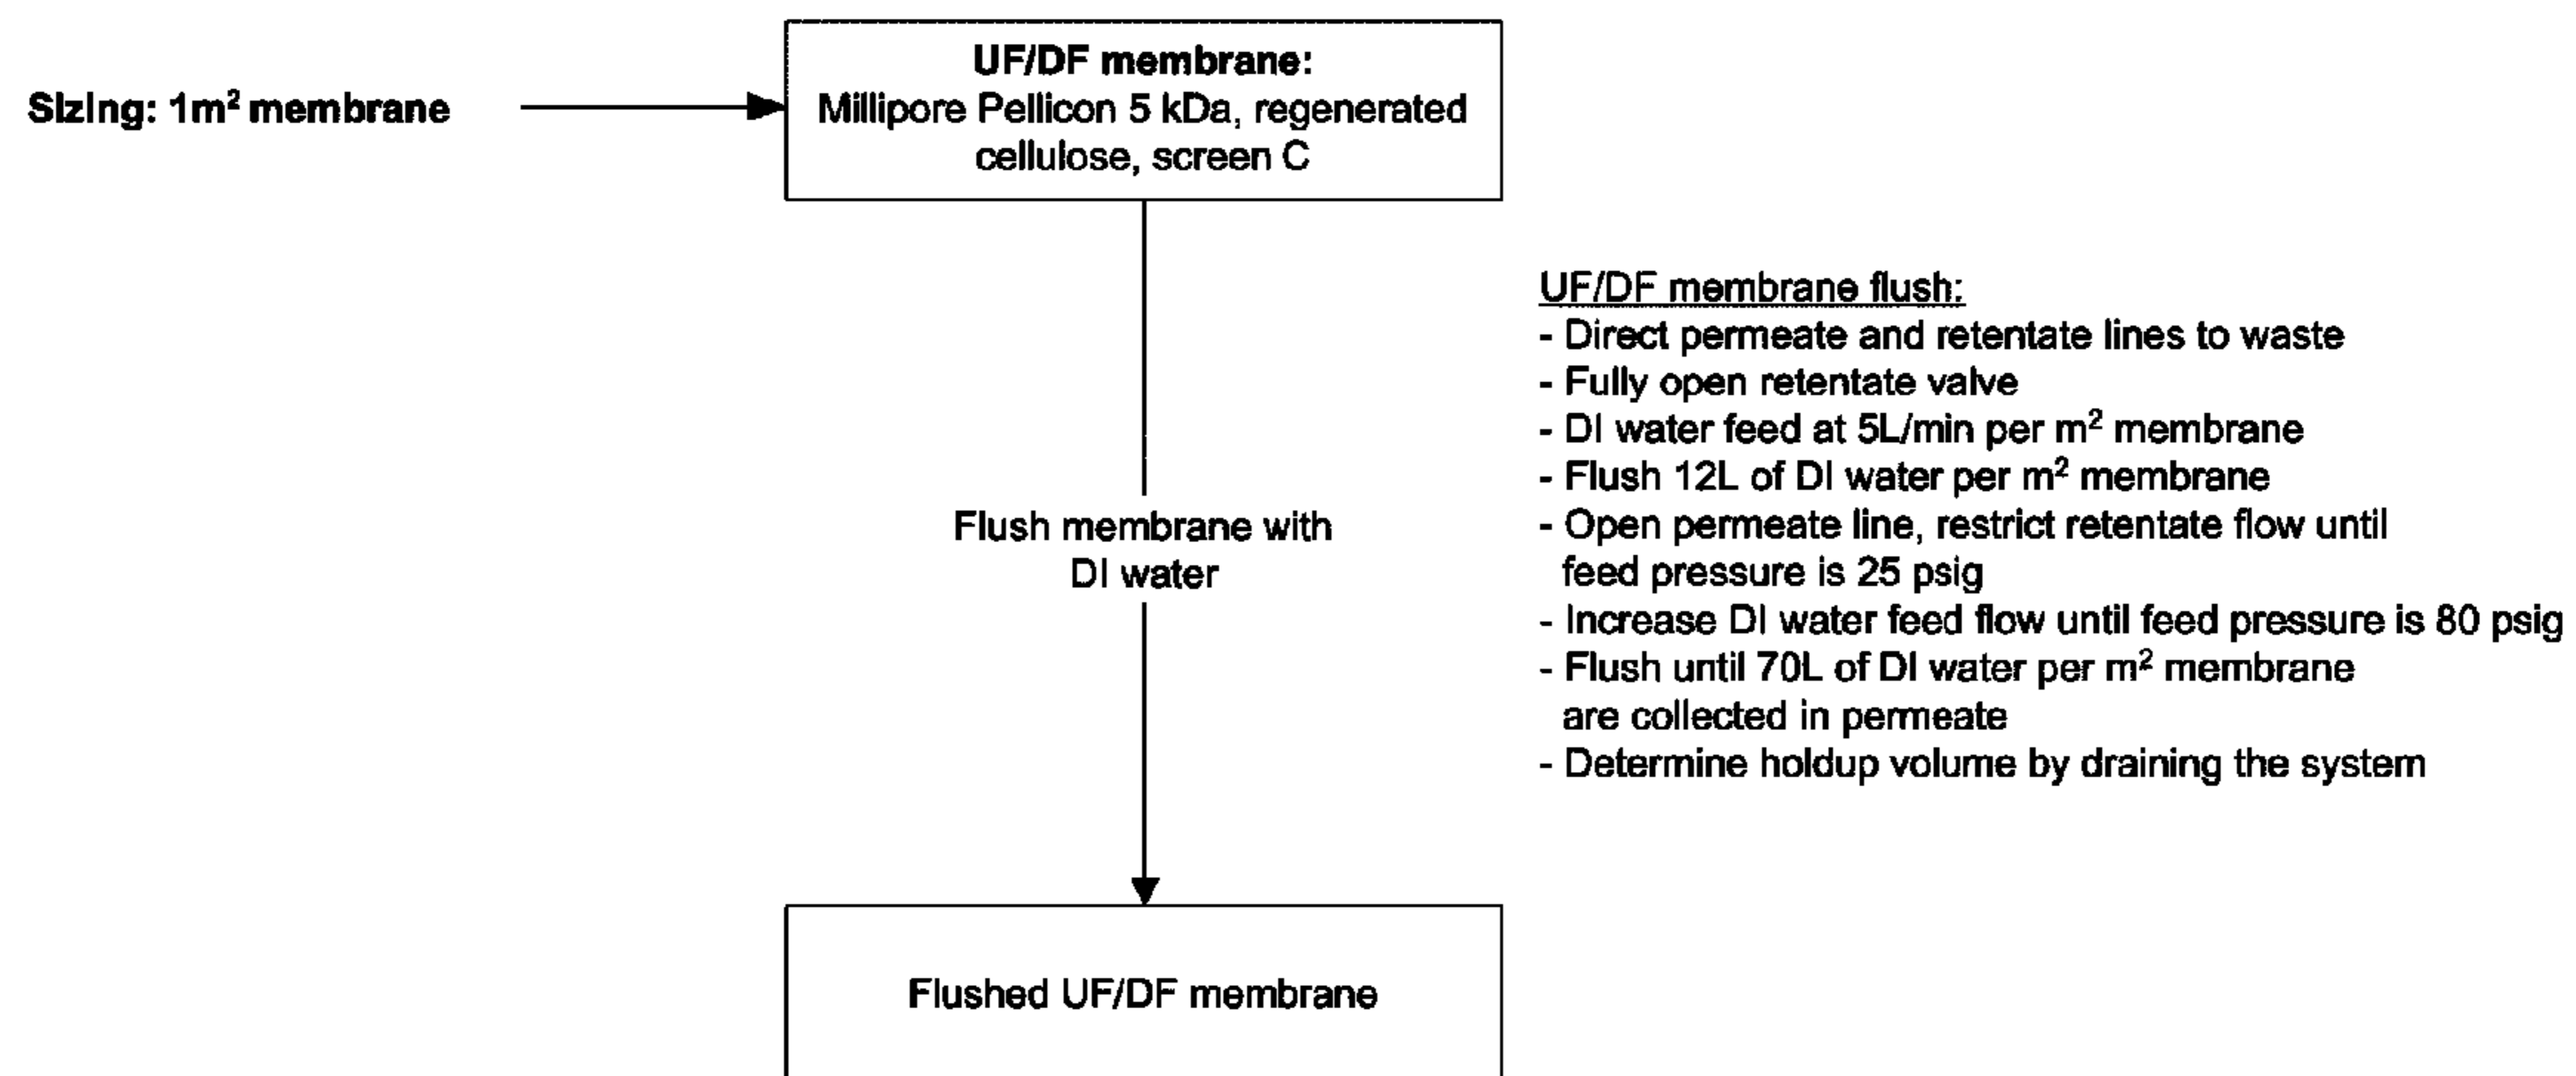 UF/DF membrane:
Millipore Pellicon 5 kDa, regenerated
cellulose, screen C
Sizing: 1m² membrane
UF/DF membrane flush:
- Direct permeate and retentate lines to waste
- Fully open retentate valve
- DI water feed at 5L/min per m² membrane
- Flush 12L of DI water per m² membrane
- Open permeate line, restrict retentate flow until
feed pressure is 25 psig
- Increase DI water feed flow until feed pressure is 80 psig
- Flush until 70L of DI water per m² membrane
are collected in permeate
- Determine holdup volume by draining the system
Flush membrane with
DI water
Flushed UF/DF membrane